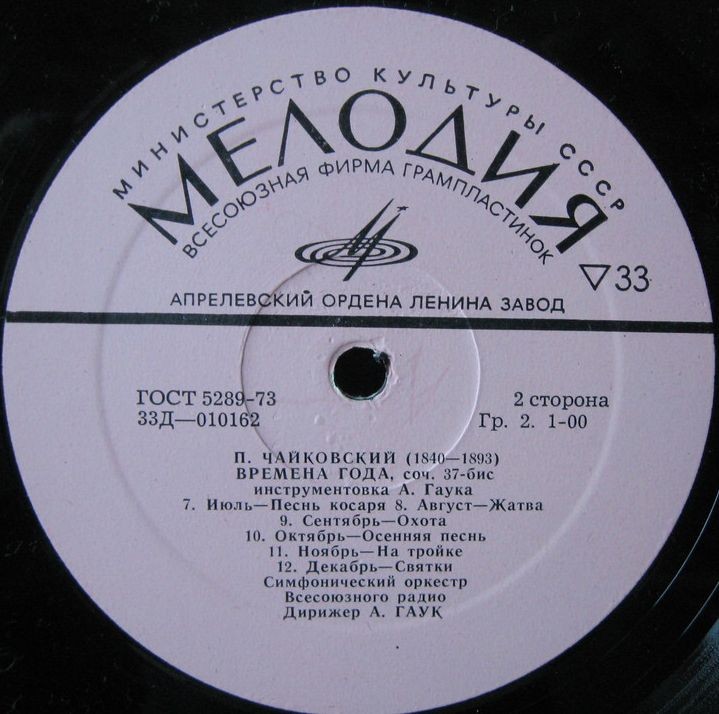 МИНИСТЕРСТВО КУЛЬТУРЫ СССР
МЕЛОДИЯ
ВСЕСОЮЗНАЯ ФИРМА ГРАМПЛАСТИНОК
▽33
АПРЕЛЕВСКИЙ ОРДЕНА ЛЕНИНА ЗАВОД
ГОСТ 5289-73
33Д—010162
2 сторона
Гр. 2. 1-00
П. ЧАЙКОВСКИЙ (1840—1893)
ВРЕМЕНА ГОДА, соч. 37-бис
инструментовка А. Гаука
7. Июль—Песнь косаря 8. Август—Жатва
9. Сентябрь—Охота
10. Октябрь—Осенняя песнь
11. Ноябрь—На тройке
12. Декабрь—Святки
Симфонический оркестр
Всесоюзного радио
Дирижер А. ГАУК